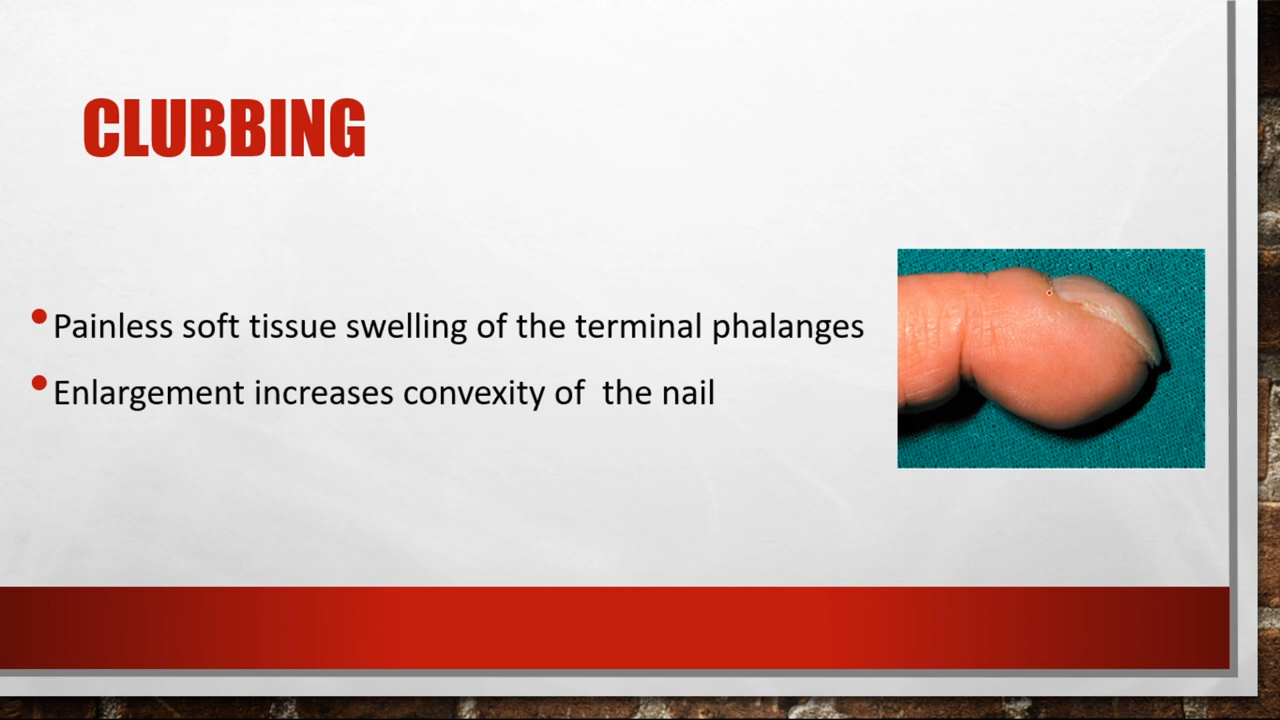 CLUBBING
Painless soft tissue swelling of the terminal phalanges
Enlargement increases convexity of  the nail